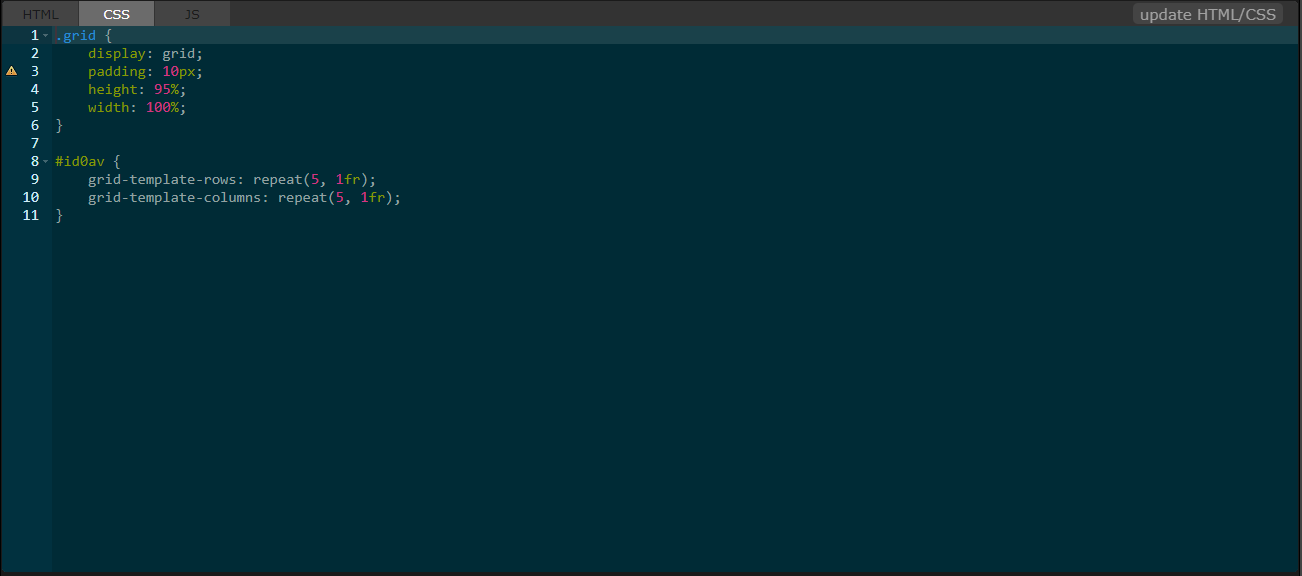 HTML CSS JS update HTML/CSS
1 .grid {
2 display: grid;
3 padding: 10px;
4 height: 95%;
5 width: 100%;
6 }
7
8 #id0av {
9 grid-template-rows: repeat(5, 1fr);
10 grid-template-columns: repeat(5, 1fr);
11 }